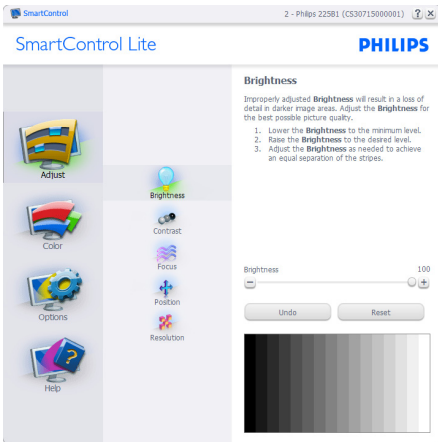 SmartControl
2 - Philips 225B1 (CS30715000001)
SmartControl Lite
PHILIPS
Adjust
Color
Options
Help
Brightness
Contrast
Focus
Position
Resolution
Brightness
Improperly adjusted Brightness will result in a loss of
detail in darker image areas. Adjust the Brightness for
the best possible picture quality.
1. Lower the Brightness to the minimum level.
2. Raise the Brightness to the desired level.
3. Adjust the Brightness as needed to achieve
an equal separation of the stripes.
Brightness 100
Undo Reset